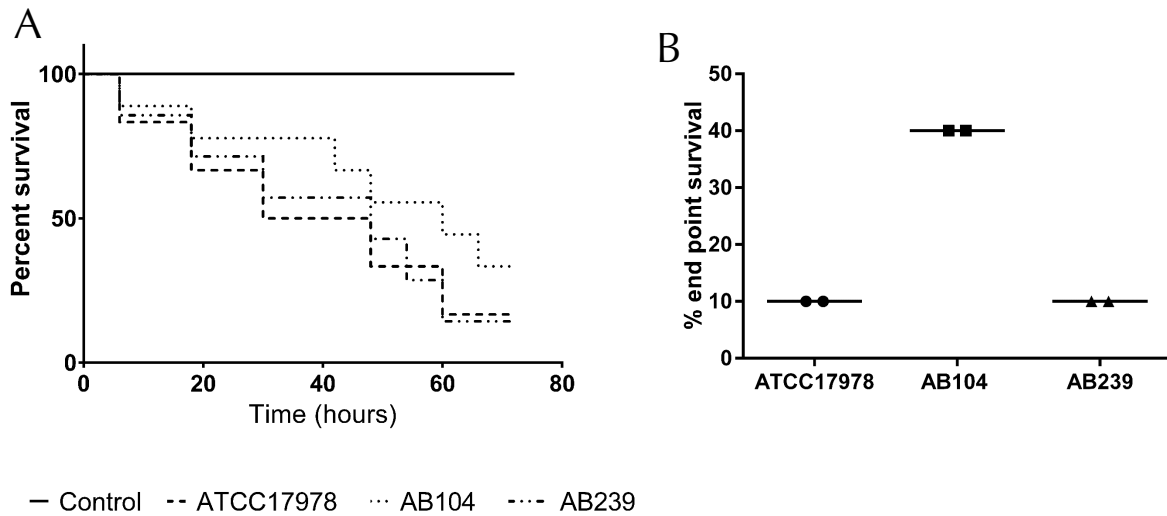 A
Percent survival
100
50
0
0 20 40 60 80
Time (hours)
B
% end point survival
50
40
30
20
10
0
ATCC17978 AB104 AB239
Control ATCC17978 AB104 AB239